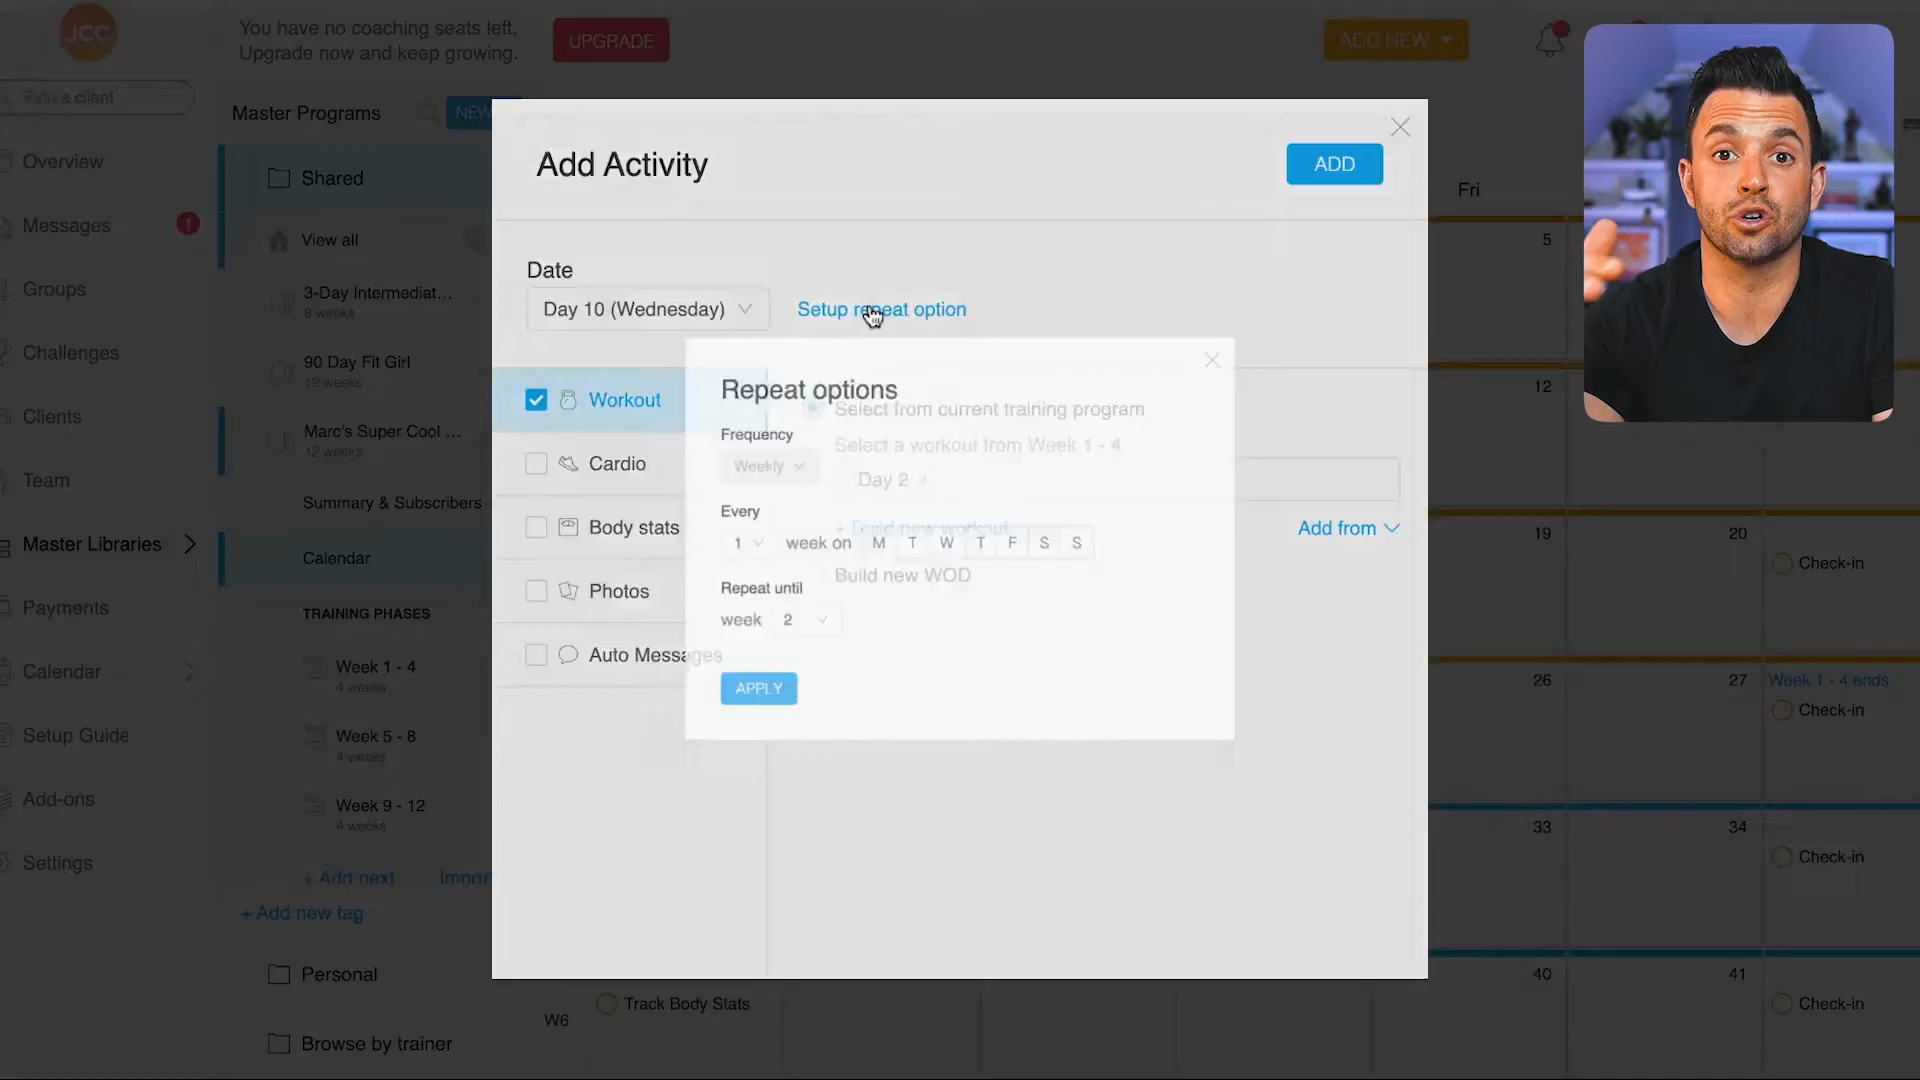 JCC
You have no coaching seats left.
Upgrade now and keep growing.
UPGRADE
ADD NEW
Find a client
Overview
Messages
Groups
Challenges
Clients
Team
Master Libraries
Payments
Calendar
Setup Guide
Add-ons
Settings
Master Programs
NEW
Shared
View all
3-Day Intermediat...
8 weeks
90 Day Fit Girl
12 weeks
Marc's Super Cool ...
12 weeks
Summary & Subscribers
Calendar
TRAINING PHASES
Week 1 - 4
4 weeks
Week 5 - 8
4 weeks
Week 9 - 12
4 weeks
+ Add next
+ Add new tag
Personal
Browse by trainer
Add Activity
ADD
Date
Day 10 (Wednesday)
Setup repeat option
Workout
Cardio
Body stats
Photos
Auto Messages
Repeat options
Select from current training program
Frequency
Select a workout from Week 1 - 4
Weekly
Day 2
Every
+ Build new workout
1 week on M T W T F S S
Build new WOD
Repeat until
week 2
APPLY
Add from
Fri
5
12
19
20
Check-in
26
27
Week 1 - 4 ends
Check-in
33
34
Check-in
40
41
Check-in
W6
Track Body Stats